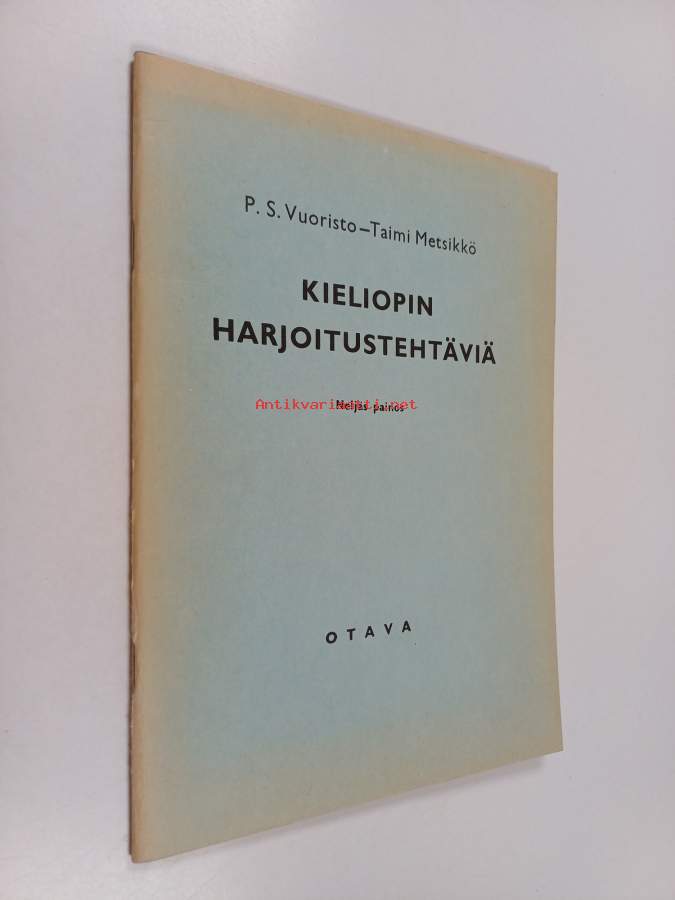 P. S. Vuoristo–Taimi Metsikkö
KIELIOPIN
HARJOITUSTEHTÄVIÄ
Neljäs painos
Antikvariaatti.net
OTAVA